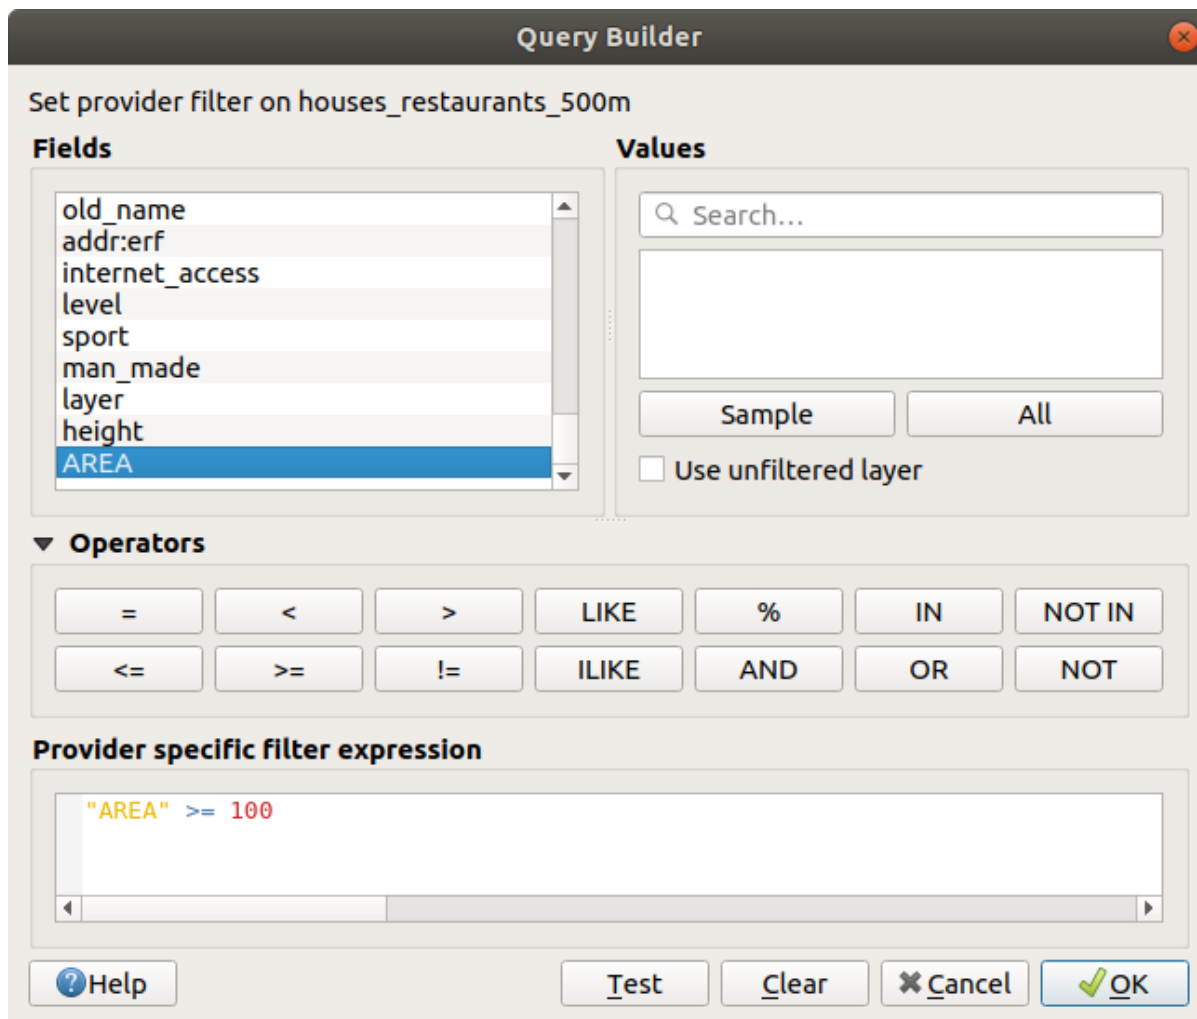 Query Builder
Set provider filter on houses_restaurants_500m
Fields
old_name
addr:erf
internet_access
level
sport
man_made
layer
height
AREA
Values
Search...
Sample All
Use unfiltered layer
Operators
= < > LIKE % IN NOT IN
<= >= != ILIKE AND OR NOT
Provider specific filter expression
"AREA" >= 100
Help Test Clear Cancel OK